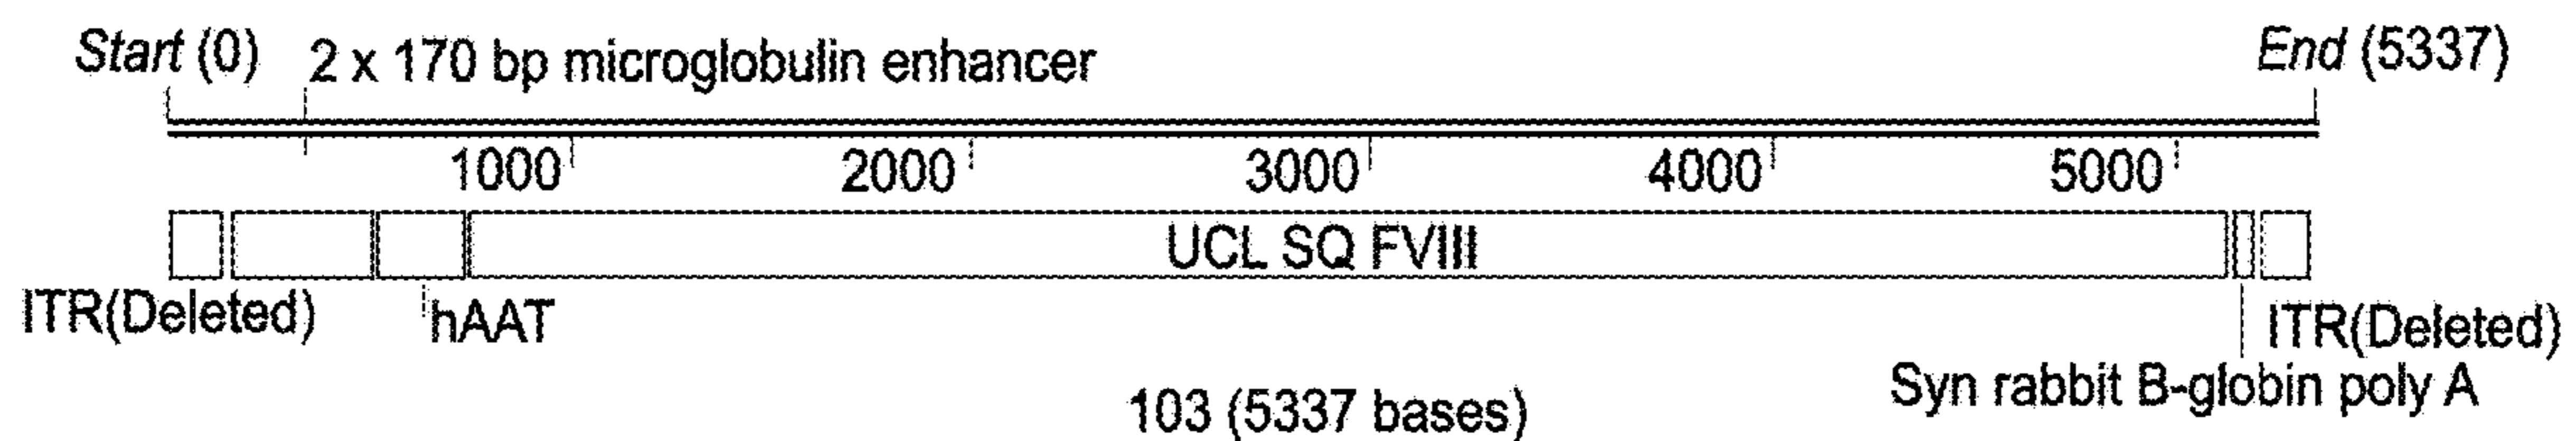 Start (0)
2 x 170 bp microglobulin enhancer
End (5337)
1000
2000
3000
4000
5000
UCL SQ FVIII
ITR(Deleted)
hAAT
ITR(Deleted)
Syn rabbit B-globin poly A
103 (5337 bases)